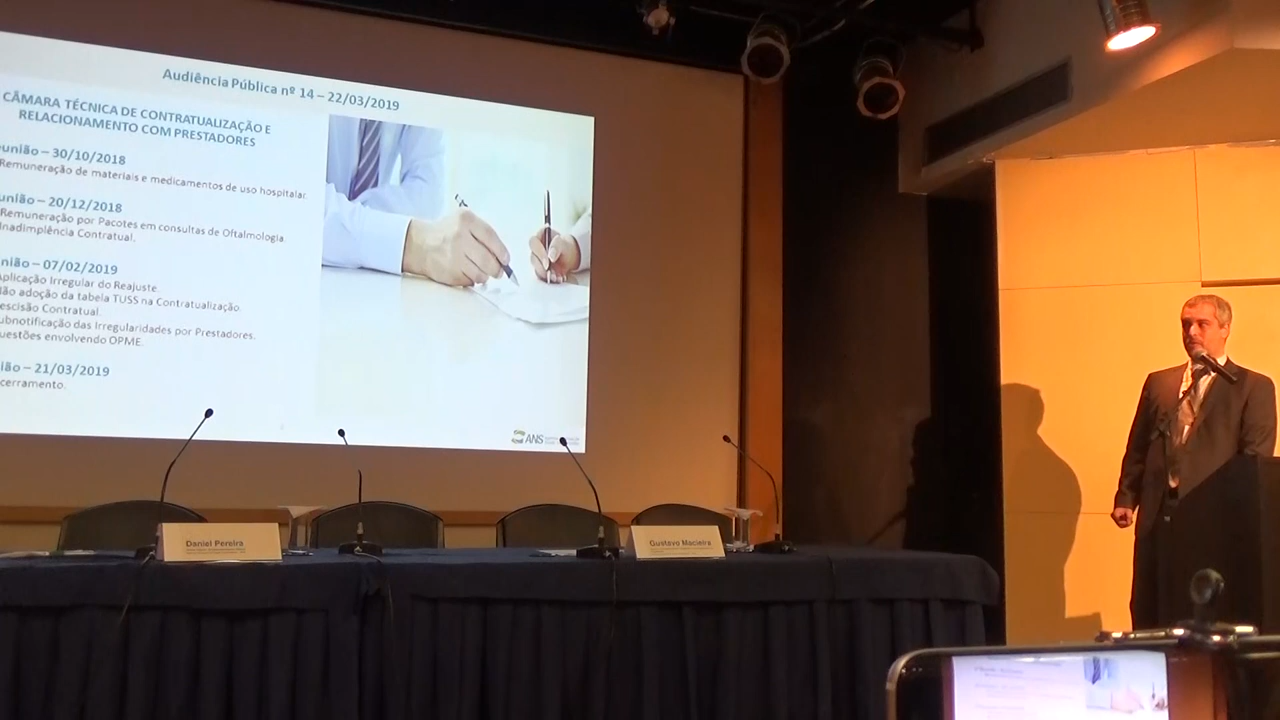 Audiência Pública nº 14 – 22/03/2019
CÂMARA TÉCNICA DE CONTRATUALIZAÇÃO E
RELACIONAMENTO COM PRESTADORES
união – 30/10/2018
Remuneração de materiais e medicamentos de uso hospitalar.
união – 20/12/2018
Remuneração por Pacotes em consultas de Oftalmologia.
Inadimplência Contratual.
nião – 07/02/2019
Aplicação Irregular do Reajuste
ão adoção da tabela TUSS na Contratualização.
escisão Contratual.
ubnotificação das Irregularidades por Prestadores.
uestões envolvendo OPME.
ião – 21/03/2019
cerramento.
ANS
Daniel Pereira
Gustavo Macieira